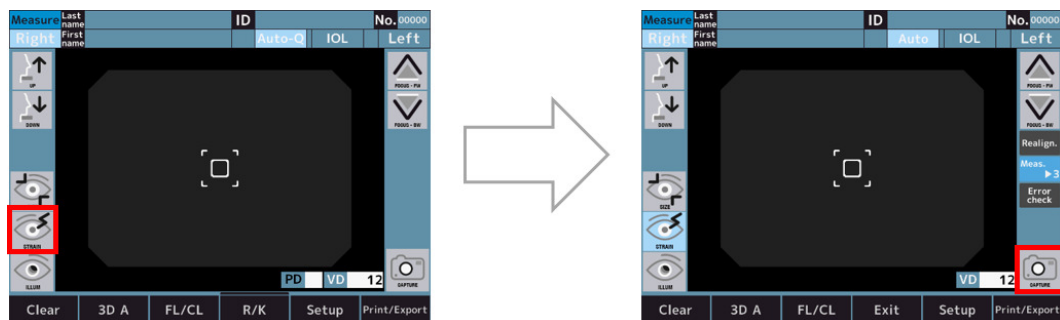 Measure Last name ID No. 00000
Right First name Auto-Q IOL Left
UP
FOCUS - FW
DOWN
FOCUS - BW
STRAIN
ILLUM
CAPTURE
PD VD 12
Clear 3D A FL/CL R/K Setup Print/Export
Measure Last name ID No. 00000
Right First name Auto IOL Left
UP
FOCUS - FW
DOWN
FOCUS - BW
Realign.
Meas.
▶3
Error
check
SIZE
STRAIN
ILLUM
CAPTURE
VD 12
Clear 3D A FL/CL Exit Setup Print/Export